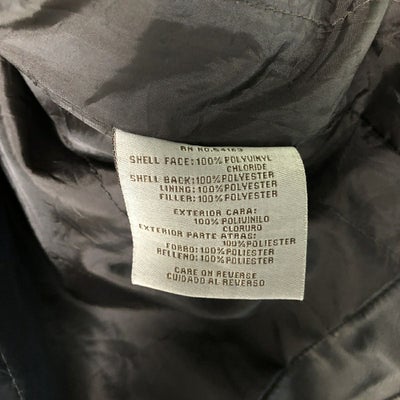 RN NO.54163
SHELL FACE:100%POLYVINYL
CHLORIDE
SHELL BACK:100%POLYESTER
LINING:100%POLYESTER
FILLER:100%POLYESTER
EXTERIOR CARA:
100% POLIVINILO
CLORURO
EXTERIOR PARTE ATRAS:
100%POLIESTER
FORRO:100%POLIESTER
RELLENO:100%POLIESTER
CARE ON REVERSE
CUIDADO AL REVERSO